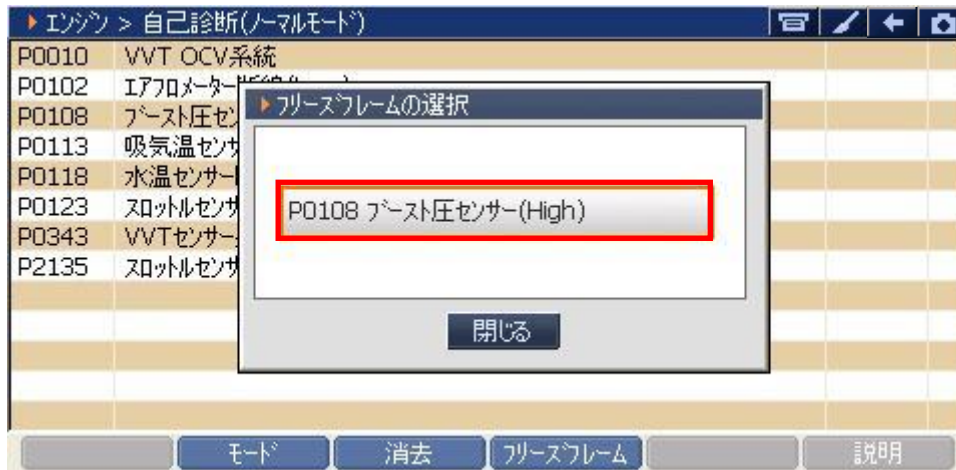 エンジン > 自己診断(ノーマルモード)
P0010 VVT OCV系統
P0102 エアフロメーター
P0108 ブースト圧セン
P0113 吸気温センサ
P0118 水温センサー
P0123 スロットルセンサ
P0343 VVTセンサー
P2135 スロットルセンサ
フリーズフレームの選択
P0108 ブースト圧センサー(High)
閉じる
モード 消去 フリーズフレーム 説明